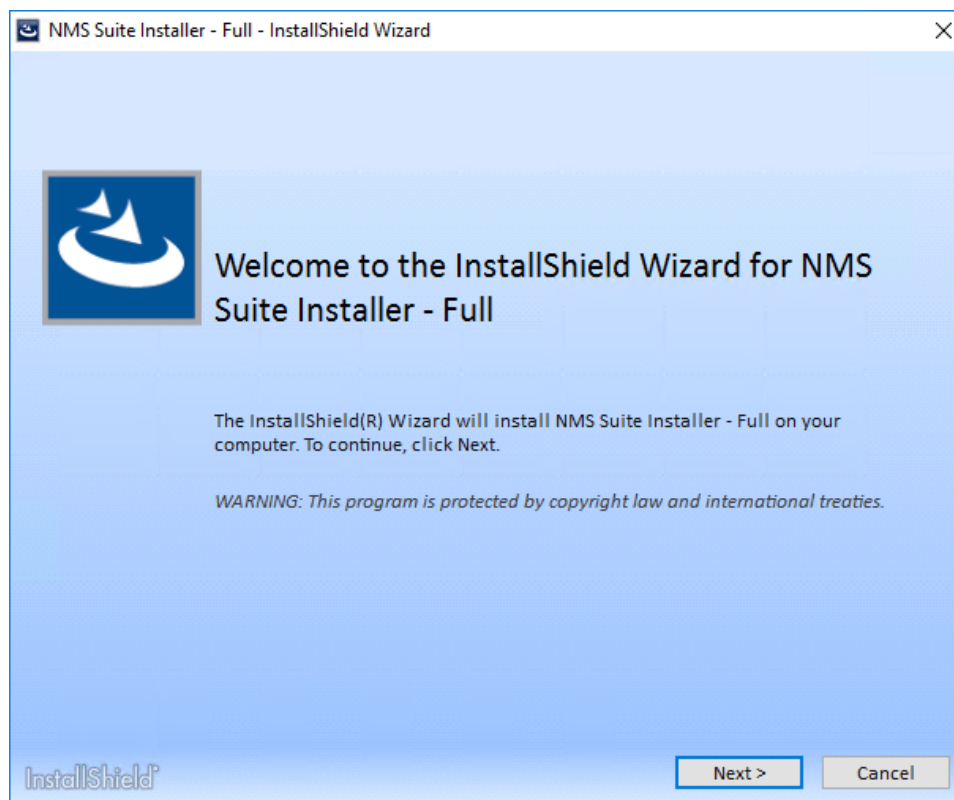 NMS Suite Installer - Full - InstallShield Wizard
Welcome to the InstallShield Wizard for NMS
Suite Installer - Full
The InstallShield(R) Wizard will install NMS Suite Installer - Full on your
computer. To continue, click Next.
WARNING: This program is protected by copyright law and international treaties.
InstallShield®
Next >
Cancel